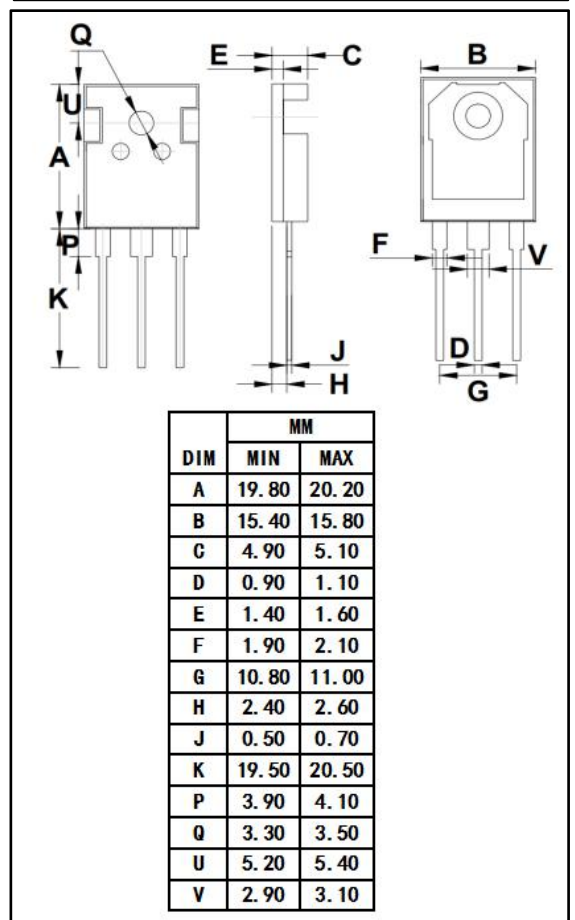 Q
E C B
U
A
P
F V
K
J
D
H G
MM
DIM MIN MAX
A 19.80 20.20
B 15.40 15.80
C 4.90 5.10
D 0.90 1.10
E 1.40 1.60
F 1.90 2.10
G 10.80 11.00
H 2.40 2.60
J 0.50 0.70
K 19.50 20.50
P 3.90 4.10
Q 3.30 3.50
U 5.20 5.40
V 2.90 3.10